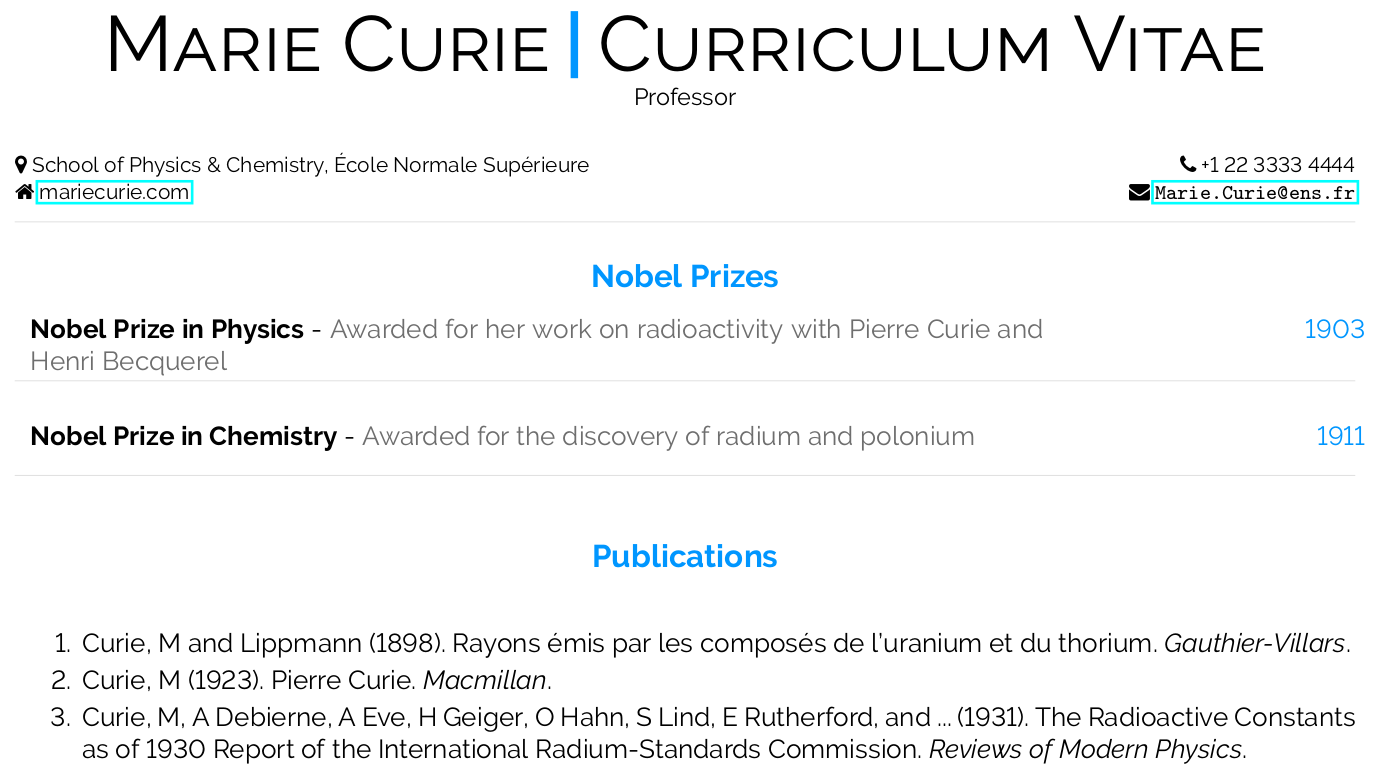 Marie Curie | Curriculum Vitae
Professor
School of Physics & Chemistry, École Normale Supérieure
+1 22 3333 4444
mariecurie.com
Marie.Curie@ens.fr
Nobel Prizes
Nobel Prize in Physics - Awarded for her work on radioactivity with Pierre Curie and 1903
Henri Becquerel
Nobel Prize in Chemistry - Awarded for the discovery of radium and polonium 1911
Publications
1. Curie, M and Lippmann (1898). Rayons émis par les composés de l'uranium et du thorium. Gauthier-Villars.
2. Curie, M (1923). Pierre Curie. Macmillan.
3. Curie, M, A Debierne, A Eve, H Geiger, O Hahn, S Lind, E Rutherford, and ... (1931). The Radioactive Constants
as of 1930 Report of the International Radium-Standards Commission. Reviews of Modern Physics.